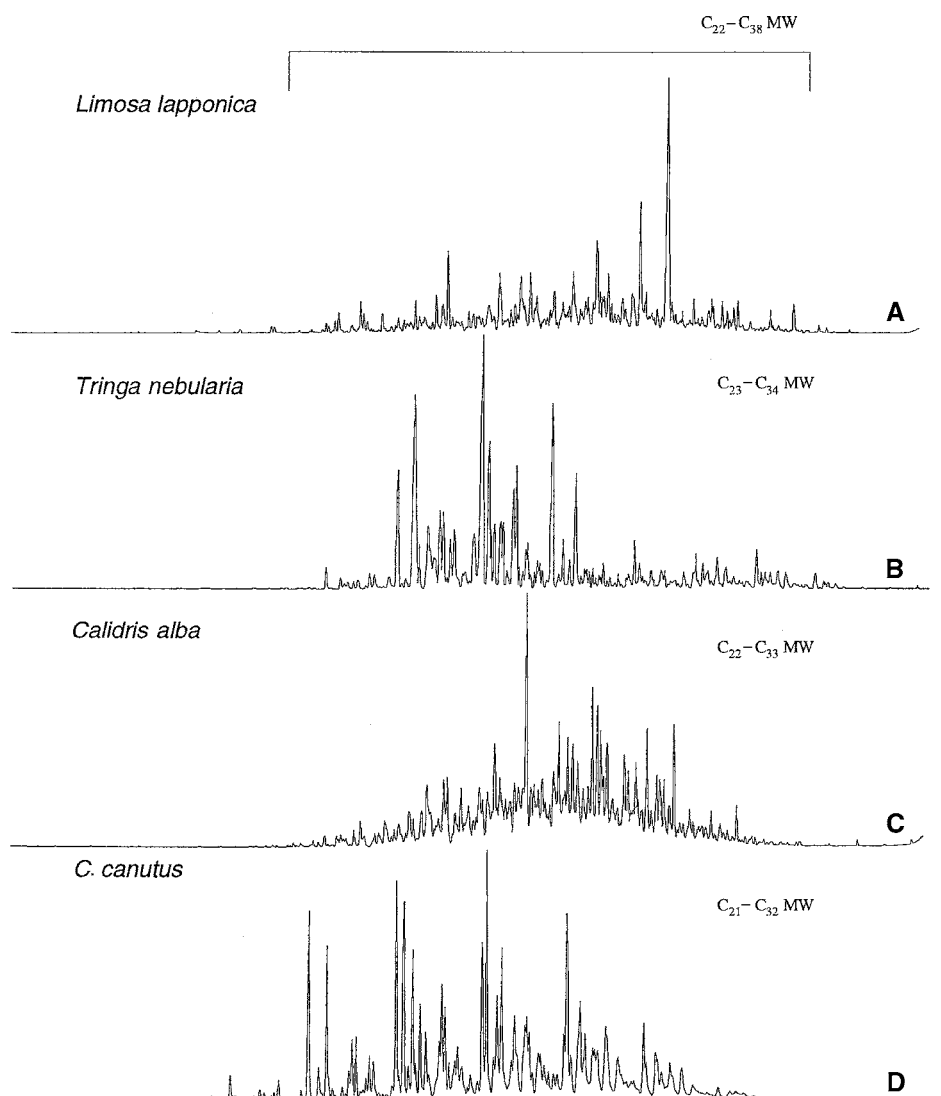 C₂₂–C₃₈ MW
Limosa lapponica
A
Tringa nebularia
C₂₃–C₃₄ MW
B
Calidris alba
C₂₂–C₃₃ MW
C
C. canutus
C₂₁–C₃₂ MW
D